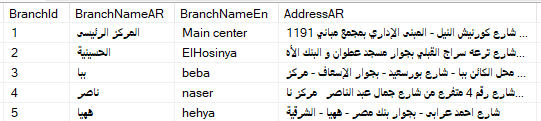 BranchId BranchNameAR BranchNameEn AddressAR
1 المركز الرئيسى Main center شارع كورنيش النيل - المبنى الإداري بمجمع مباني 1191 ...
2 الحسينية ElHosinya شارع ترعه سراج القبلي بجوار مسجد عطوان و البنك الأه ...
3 ببا beba محل الكائن ببا - شارع بورسعيد - بجوار الإسعاف - مركز ...
4 ناصر naser شارع رقم 4 متفرع من شارع جمال عبد الناصر مركز نا ...
5 ههيا hehya شارع احمد عرابى - بجوار بنك مصر - ههيا - الشرقية